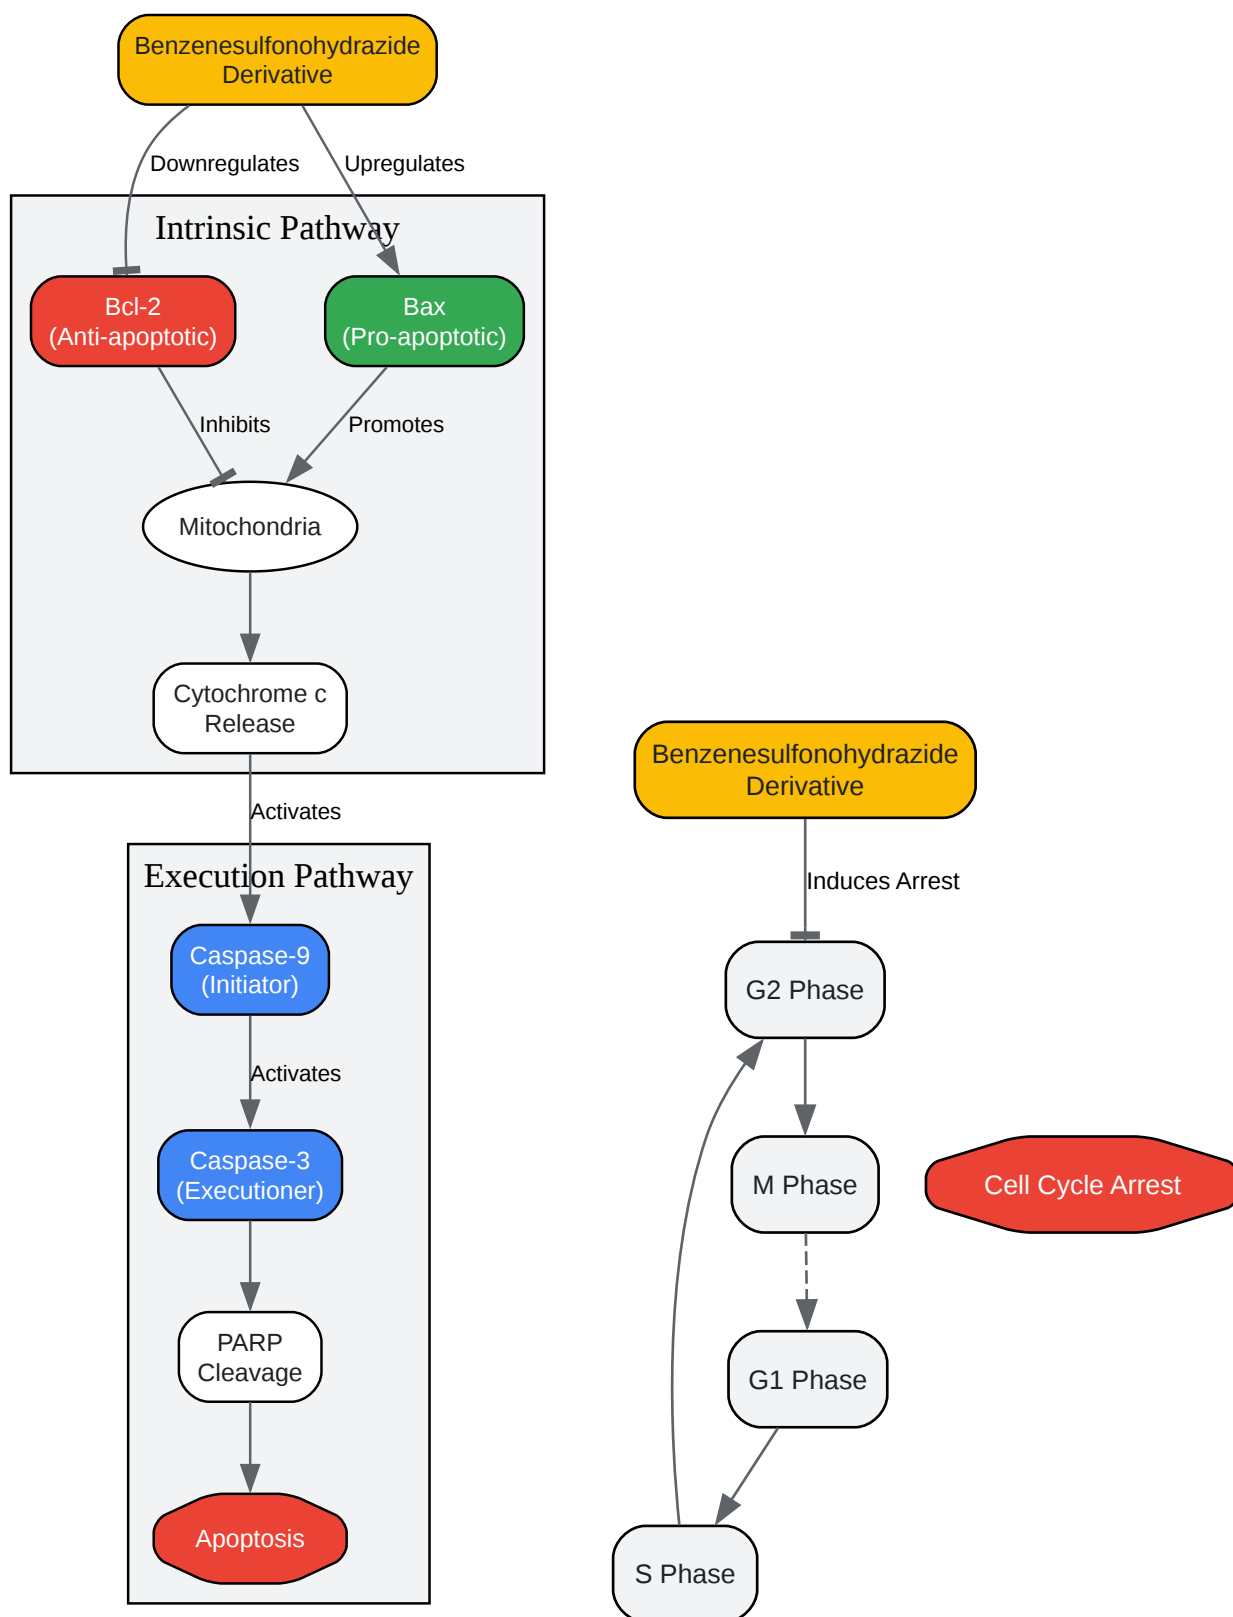 Benzenesulfonohydrazide
Derivative
Downregulates
Upregulates
Intrinsic Pathway
Bcl-2
(Anti-apoptotic)
Bax
(Pro-apoptotic)
Inhibits
Promotes
Mitochondria
Cytochrome c
Release
Activates
Execution Pathway
Caspase-9
(Initiator)
Activates
Caspase-3
(Executioner)
PARP
Cleavage
Apoptosis
Benzenesulfonohydrazide
Derivative
Induces Arrest
G2 Phase
M Phase
Cell Cycle Arrest
G1 Phase
S Phase